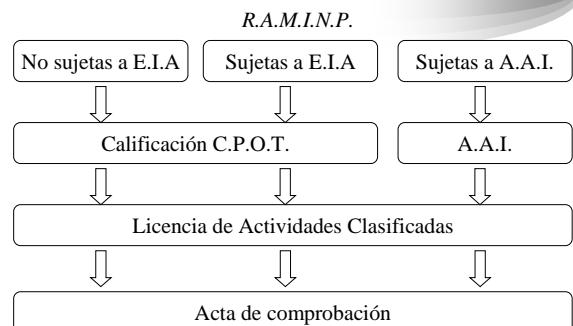 R.A.M.I.N.P.
No sujetas a E.I.A Sujetas a E.I.A Sujetas a A.A.I.
Calificación C.P.O.T. A.A.I.
Licencia de Actividades Clasificadas
Acta de comprobación